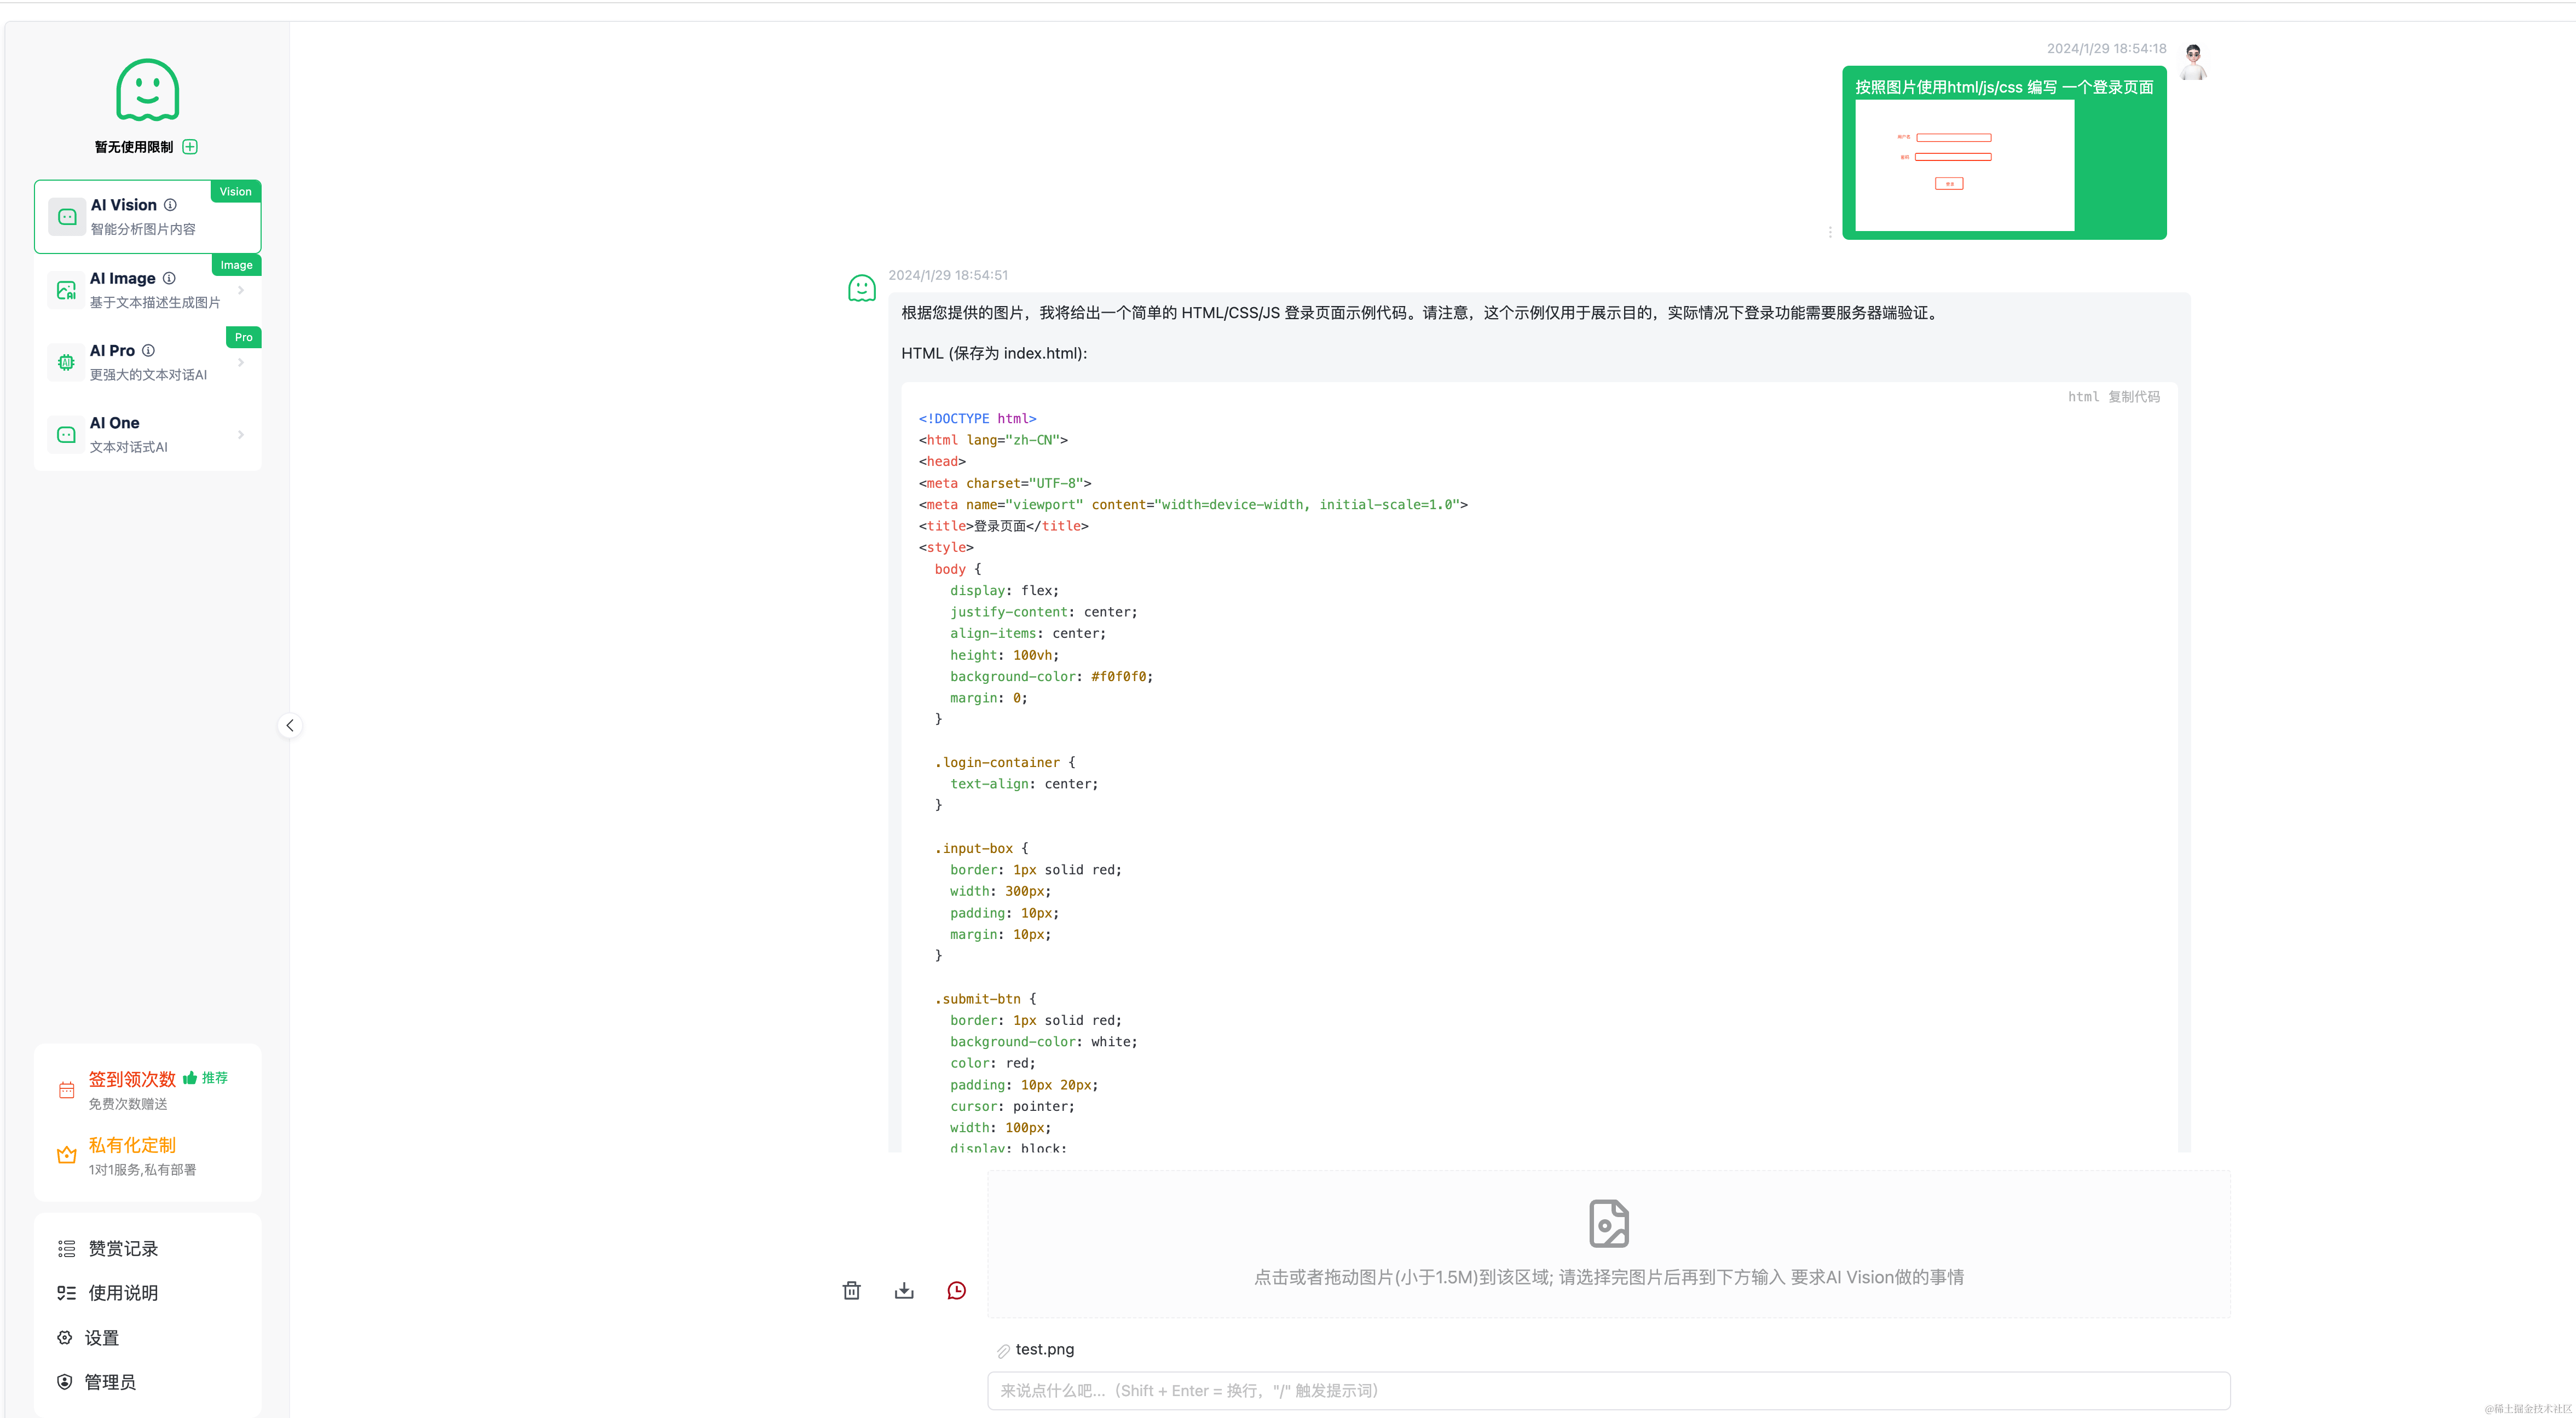 暂无使用限制
Vision
AI Vision
智能分析图片内容
Image
AI Image
基于文本描述生成图片
Pro
AI Pro
更强大的文本对话AI
AI One
文本对话式AI
签到领次数 推荐
免费次数赠送
私有化定制
1对1服务,私有部署
赞赏记录
使用说明
设置
管理员
2024/1/29 18:54:18
按照图片使用html/js/css 编写 一个登录页面
用户名
密码
登录
2024/1/29 18:54:51
根据您提供的图片，我将给出一个简单的 HTML/CSS/JS 登录页面示例代码。请注意，这个示例仅用于展示目的，实际情况下登录功能需要服务器端验证。
HTML (保存为 index.html):
html 复制代码
<!DOCTYPE html>
<html lang="zh-CN">
<head>
<meta charset="UTF-8">
<meta name="viewport" content="width=device-width, initial-scale=1.0">
<title>登录页面</title>
<style>
body {
display: flex;
justify-content: center;
align-items: center;
height: 100vh;
background-color: #f0f0f0;
margin: 0;
}
.login-container {
text-align: center;
}
.input-box {
border: 1px solid red;
width: 300px;
padding: 10px;
margin: 10px;
}
.submit-btn {
border: 1px solid red;
background-color: white;
color: red;
padding: 10px 20px;
cursor: pointer;
width: 100px;
display: block;
点击或者拖动图片(小于1.5M)到该区域; 请选择完图片后再到下方输入 要求AI Vision做的事情
test.png
来说点什么吧...（Shift + Enter = 换行，"/" 触发提示词）
@稀土掘金技术社区